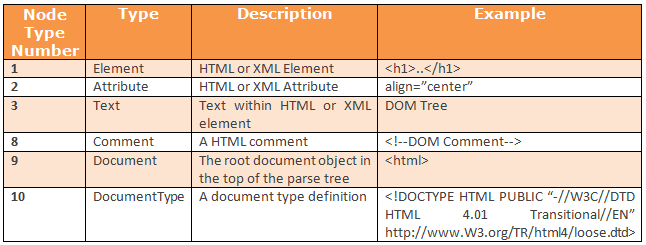 Node Type Number
Type
Description
Example
1 Element HTML or XML Element <h1>..</h1>
2 Attribute HTML or XML Attribute align=”center”
3 Text Text within HTML or XML DOM Tree
element
8 Comment A HTML comment <!--DOM Comment-->
9 Document The root document object in <html>
the top of the parse tree
10 DocumentType A document type definition <!DOCTYPE HTML PUBLIC “-//W3C//DTD
HTML 4.01 Transitional//EN”
http://www.W3.org/TR/html4/loose.dtd>